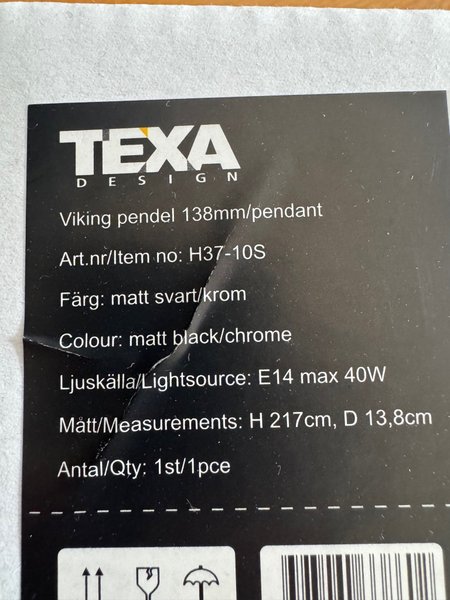 TEXA
DESIGN
Viking pendel 138mm/pendant
Art.nr/Item no: H37-10S
Färg: matt svart/krom
Colour: matt black/chrome
Ljuskälla/Lightsource: E14 max 40W
Mått/Measurements: H 217cm, D 13,8cm
Antal/Qty: 1st/1pce